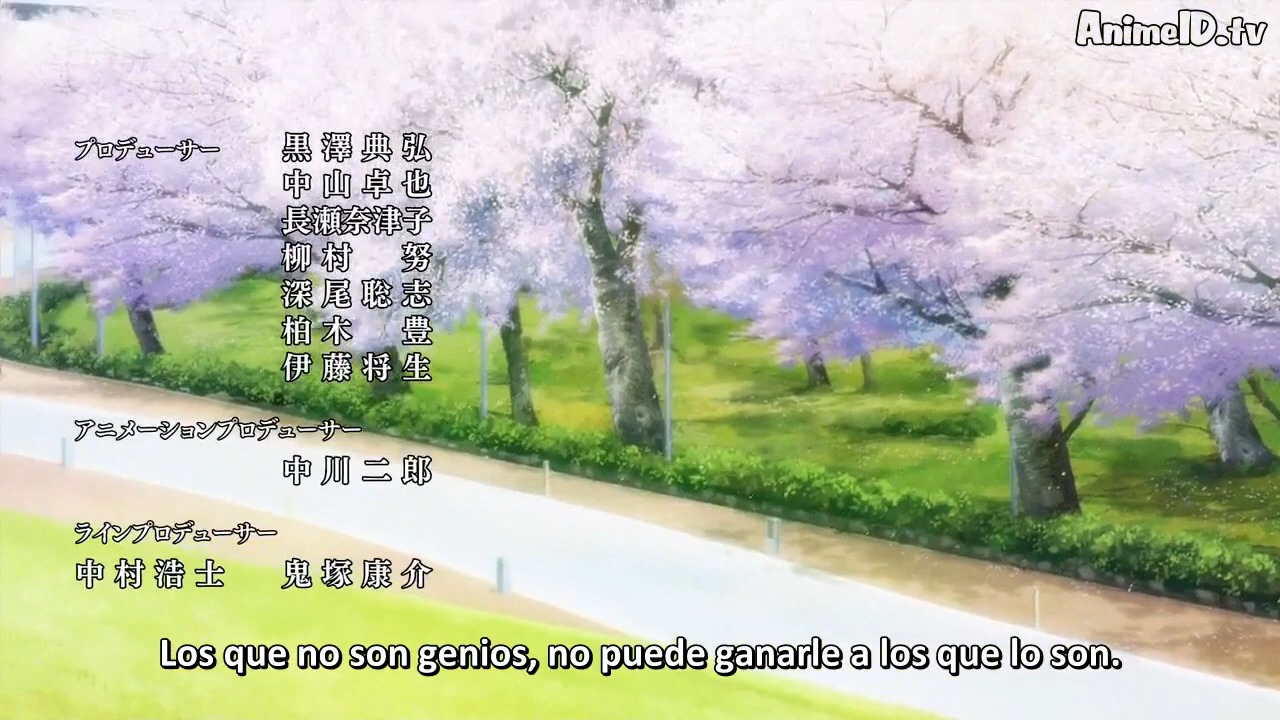 AnimeID.tv
プロデューサー 黒澤典弘
中山卓也
長瀬奈津子
柳村 努
深尾聡志
柏木 豊
伊藤将生
アニメーションプロデューサー
中川二郎
ラインプロデューサー
中村浩士 鬼塚康介
Los que no son genios, no puede ganarle a los que lo son.